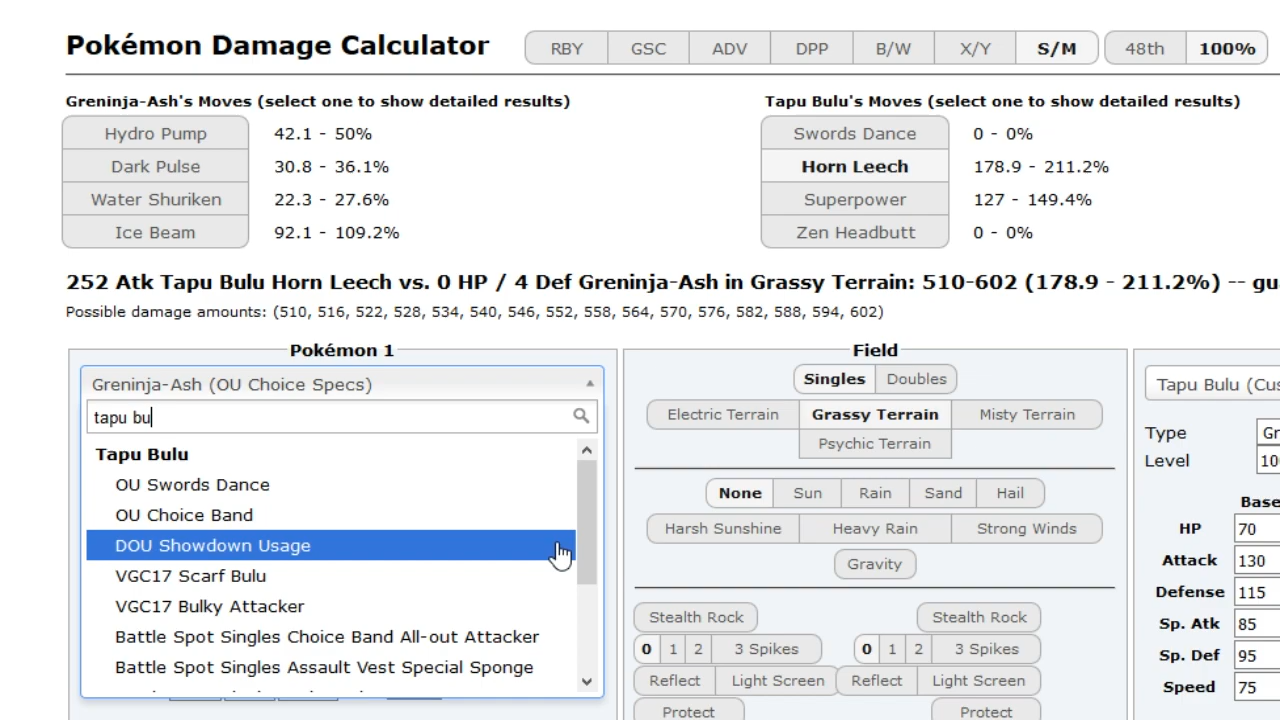 Pokémon Damage Calculator RBY GSC ADV DPP B/W X/Y S/M 48th 100%
Greninja-Ash's Moves (select one to show detailed results)
Hydro Pump 42.1 - 50%
Dark Pulse 30.8 - 36.1%
Water Shuriken 22.3 - 27.6%
Ice Beam 92.1 - 109.2%
Tapu Bulu's Moves (select one to show detailed results)
Swords Dance 0 - 0%
Horn Leech 178.9 - 211.2%
Superpower 127 - 149.4%
Zen Headbutt 0 - 0%
252 Atk Tapu Bulu Horn Leech vs. 0 HP / 4 Def Greninja-Ash in Grassy Terrain: 510-602 (178.9 - 211.2%) -- gu
Possible damage amounts: (510, 516, 522, 528, 534, 540, 546, 552, 558, 564, 570, 576, 582, 588, 594, 602)
Pokémon 1
Greninja-Ash (OU Choice Specs)
tapu bu
Tapu Bulu
OU Swords Dance
OU Choice Band
DOU Showdown Usage
VGC17 Scarf Bulu
VGC17 Bulky Attacker
Battle Spot Singles Choice Band All-out Attacker
Battle Spot Singles Assault Vest Special Sponge
Field
Singles Doubles
Electric Terrain Grassy Terrain Misty Terrain
Psychic Terrain
None Sun Rain Sand Hail
Harsh Sunshine Heavy Rain Strong Winds
Gravity
Stealth Rock Stealth Rock
0 1 2 3 Spikes 0 1 2 3 Spikes
Reflect Light Screen Reflect Light Screen
Protect Protect
Tapu Bulu (Cus
Type Gr
Level 10
Base
HP 70
Attack 130
Defense 115
Sp. Atk 85
Sp. Def 95
Speed 75